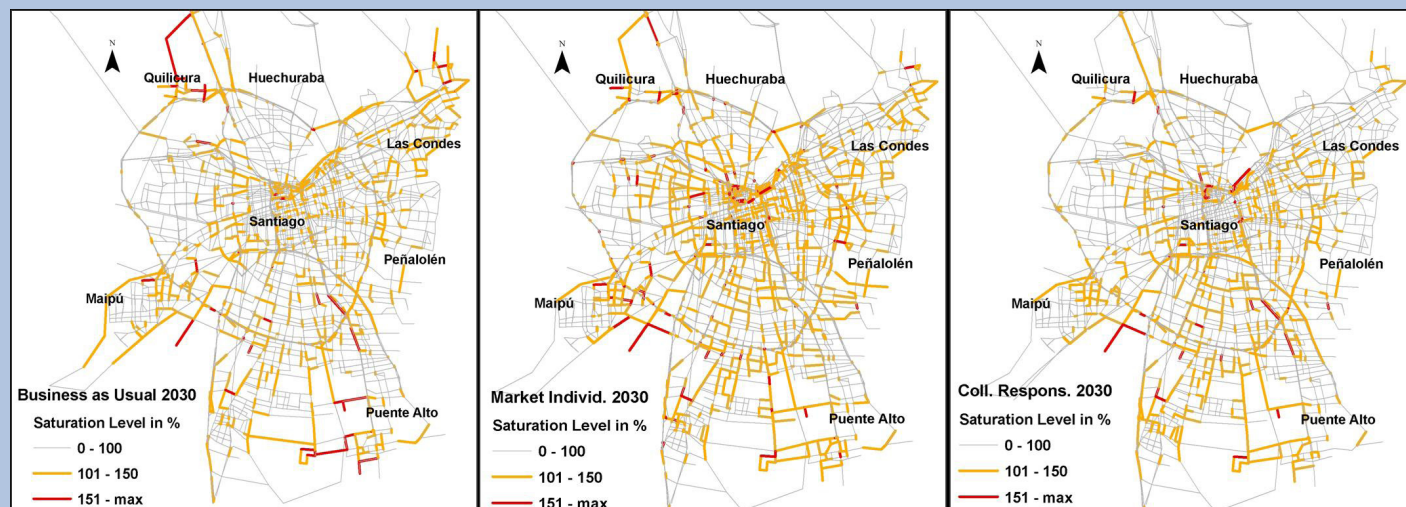 N
Quilicura
Huechuraba
Las Condes
Santiago
Peñalolén
Maipú
Business as Usual 2030
Puente Alto
Saturation Level in %
0 - 100
101 - 150
151 - max
N
Quilicura
Huechuraba
Las Condes
Santiago
Peñalolén
Maipú
Market Individ. 2030
Puente Alto
Saturation Level in %
0 - 100
101 - 150
151 - max
N
Quilicura
Huechuraba
Las Condes
Santiago
Peñalolén
Maipú
Coll. Respons. 2030
Puente Alto
Saturation Level in %
0 - 100
101 - 150
151 - max